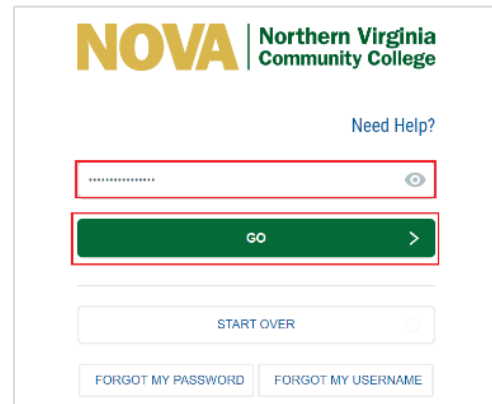 NOVA
Northern Virginia
Community College
Need Help?
••••••••••••••••
GO
START OVER
FORGOT MY PASSWORD
FORGOT MY USERNAME